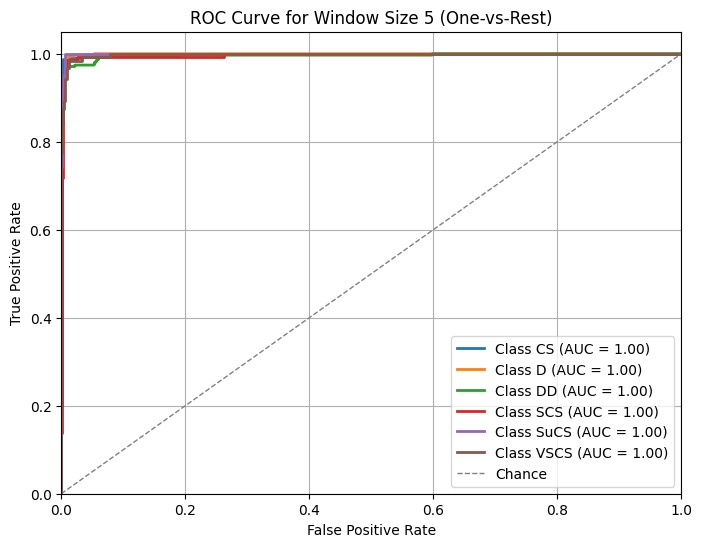 ROC Curve for Window Size 5 (One-vs-Rest)
True Positive Rate
1.0
0.8
0.6
0.4
0.2
0.0
Class CS (AUC = 1.00)
Class D (AUC = 1.00)
Class DD (AUC = 1.00)
Class SCS (AUC = 1.00)
Class SuCS (AUC = 1.00)
Class VSCS (AUC = 1.00)
Chance
0.0 0.2 0.4 0.6 0.8 1.0
False Positive Rate